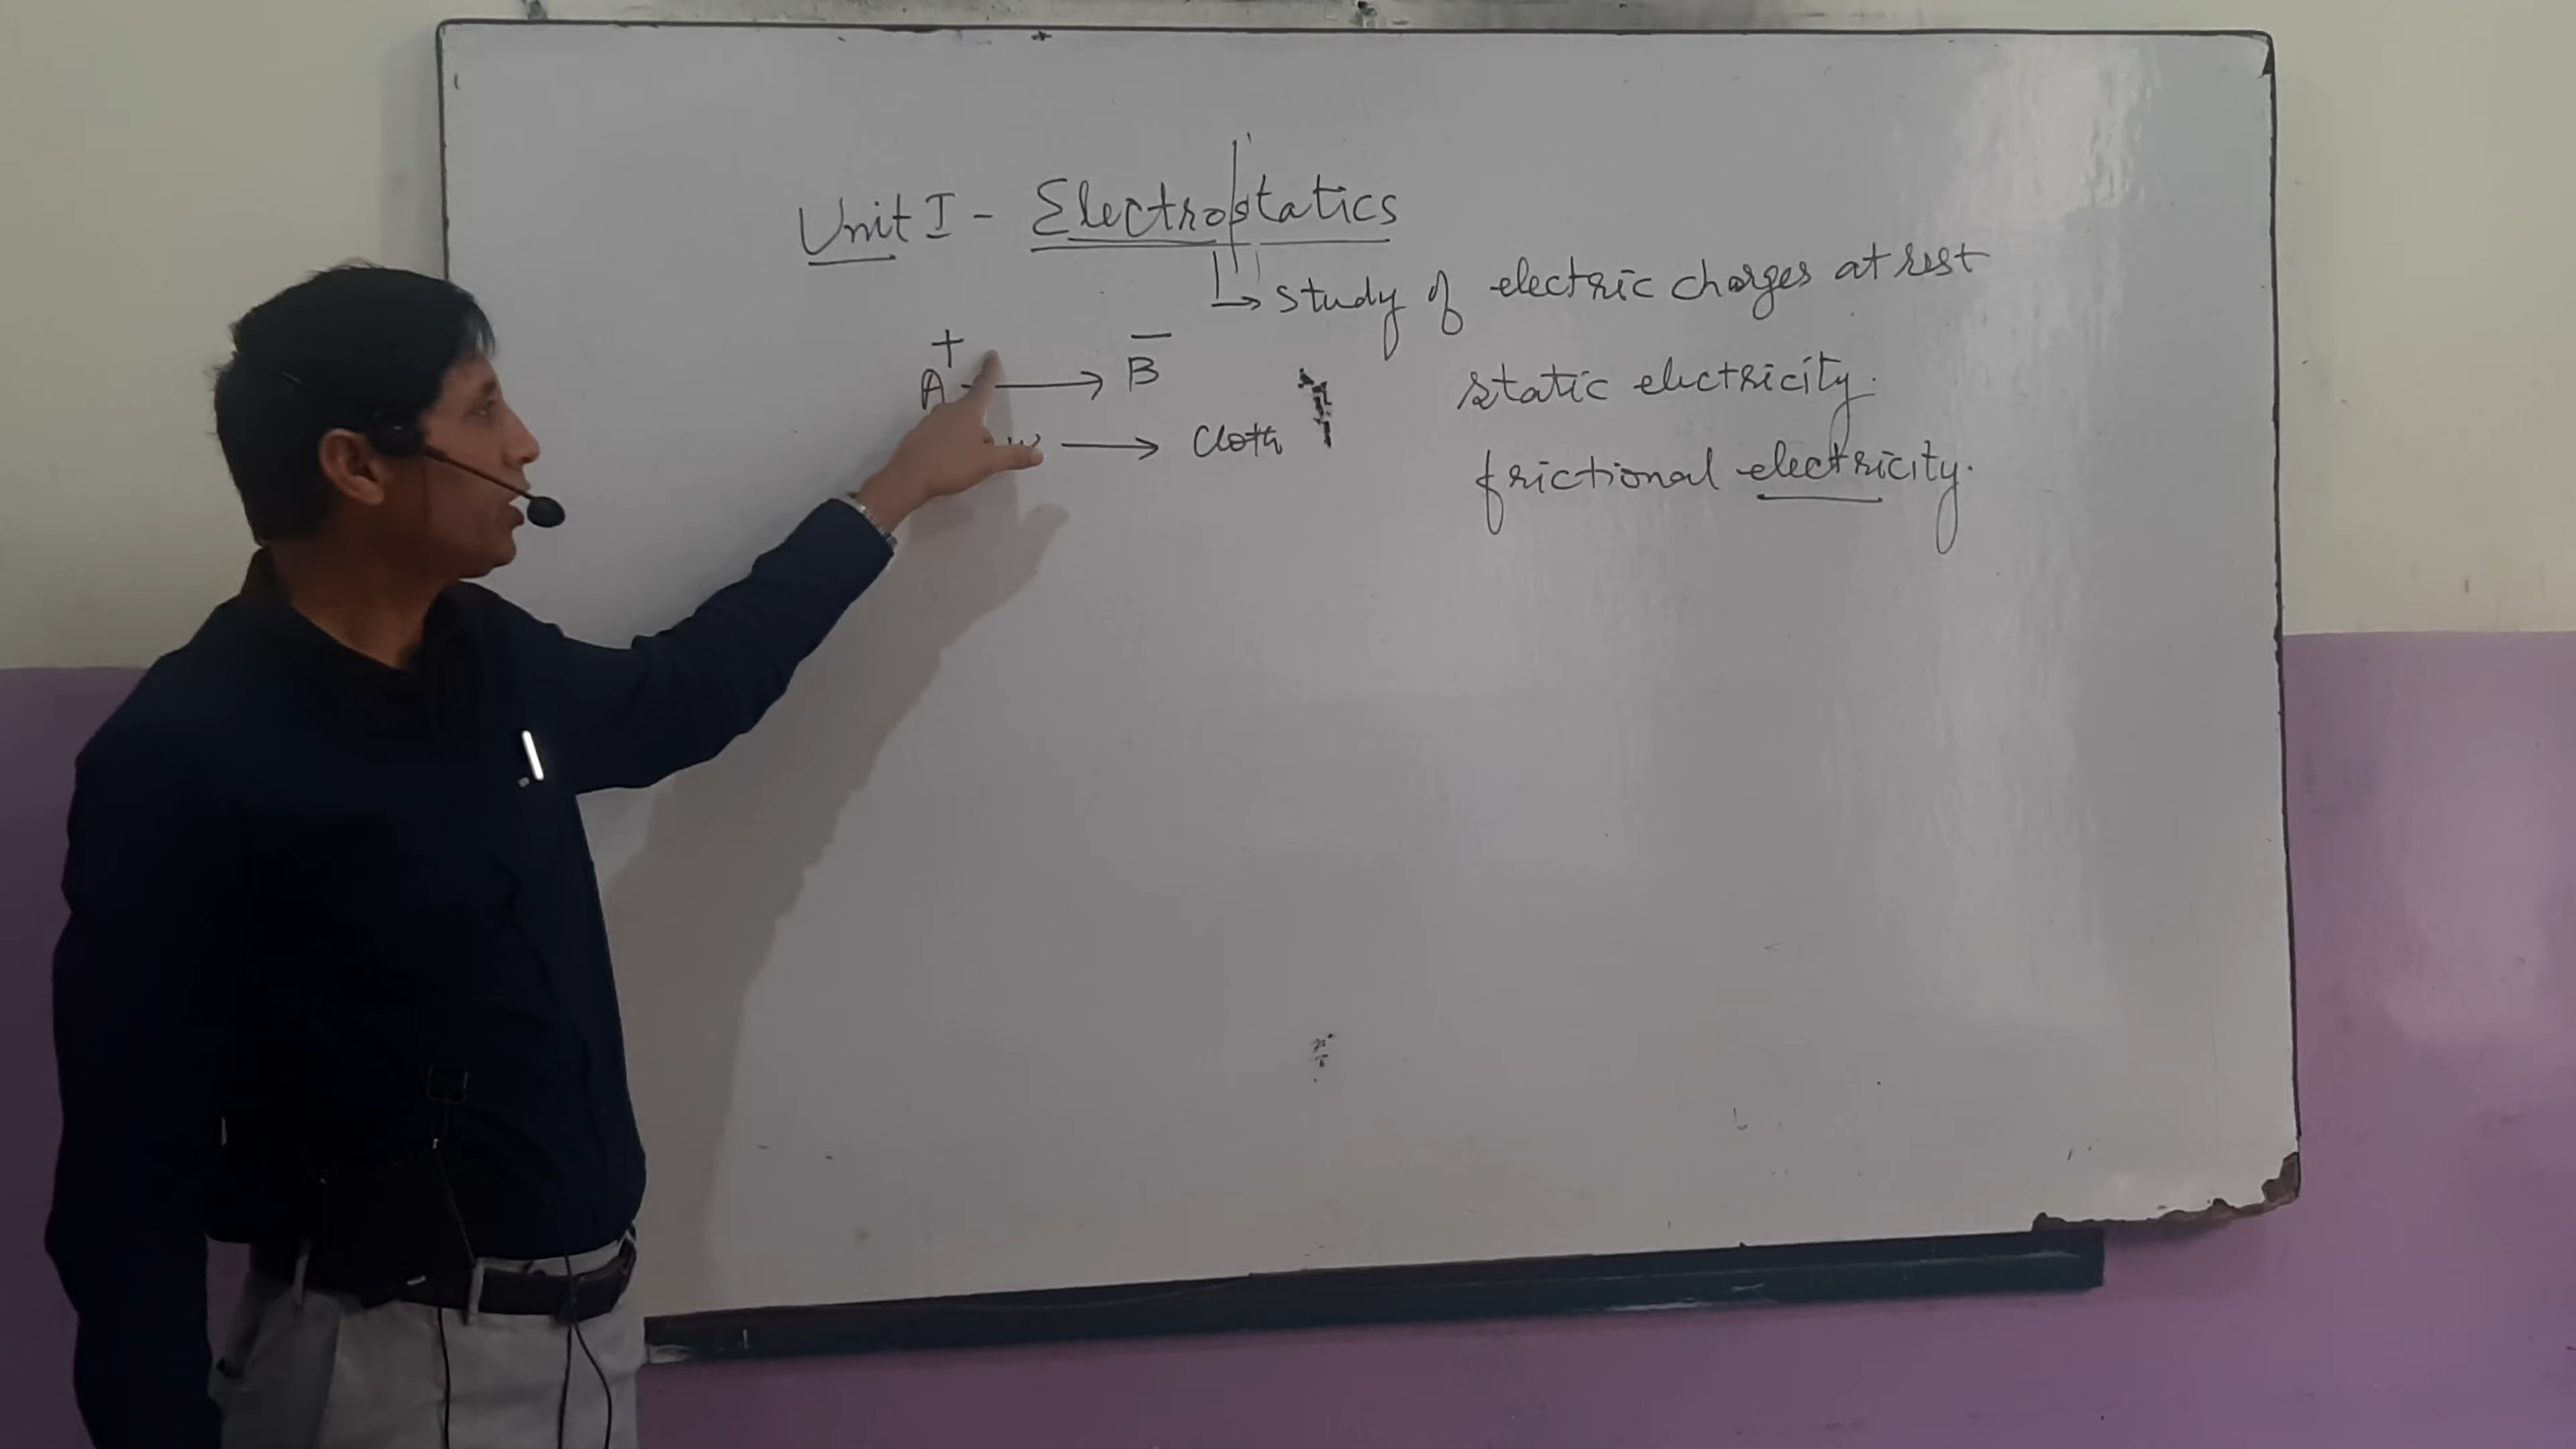 Unit I - Electrostatics
→ study of electric charges at rest
+ −
A → B
static electricity.
→ Cloth
frictional electricity.